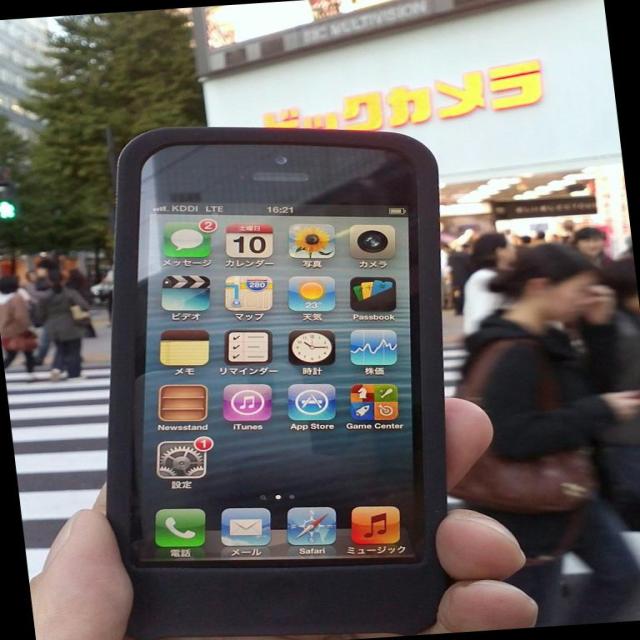 BIC MULTIVISION
ビックカメラ
KDDI LTE 16:21
2
土曜日
10
280
メッセージ カレンダー 写真 カメラ
23°
ビデオ マップ 天気 Passbook
メモ リマインダー 時計 株価
Newsstand iTunes App Store Game Center
1
設定
電話 メール Safari ミュージック